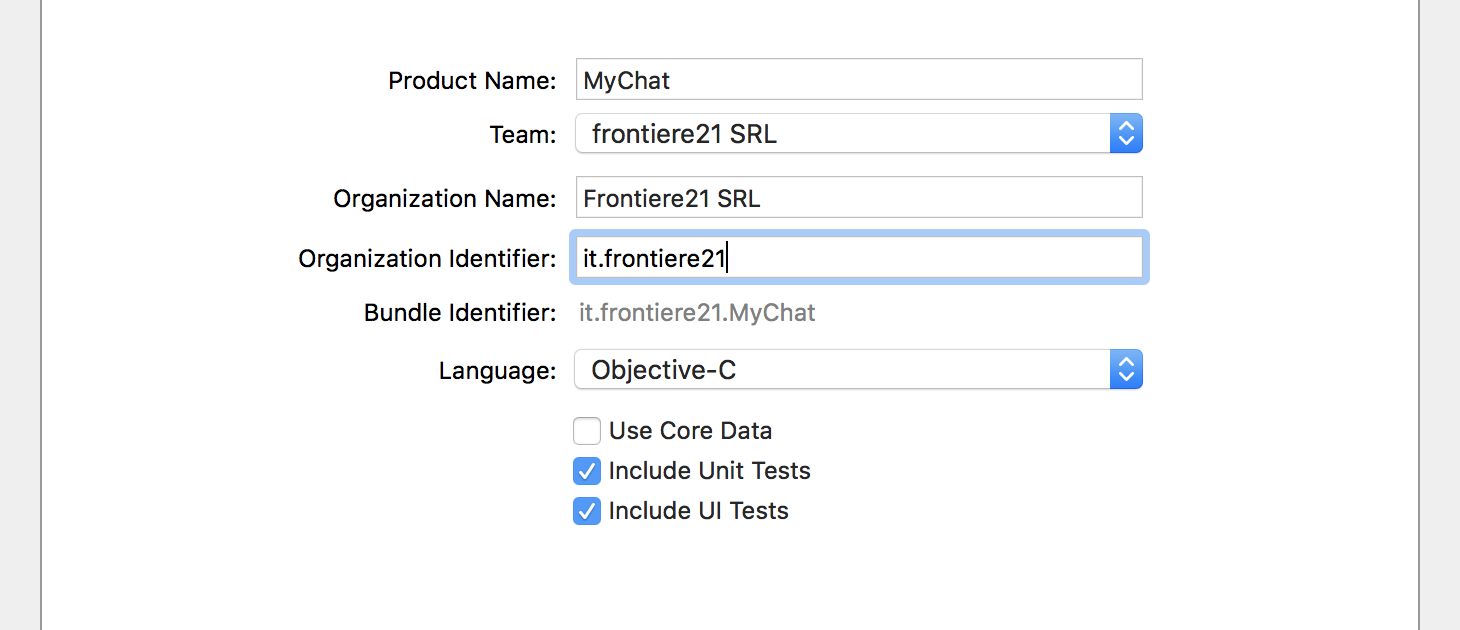 Product Name: MyChat
Team: frontiere21 SRL
Organization Name: Frontiere21 SRL
Organization Identifier: it.frontiere21
Bundle Identifier: it.frontiere21.MyChat
Language: Objective-C
Use Core Data
Include Unit Tests
Include UI Tests